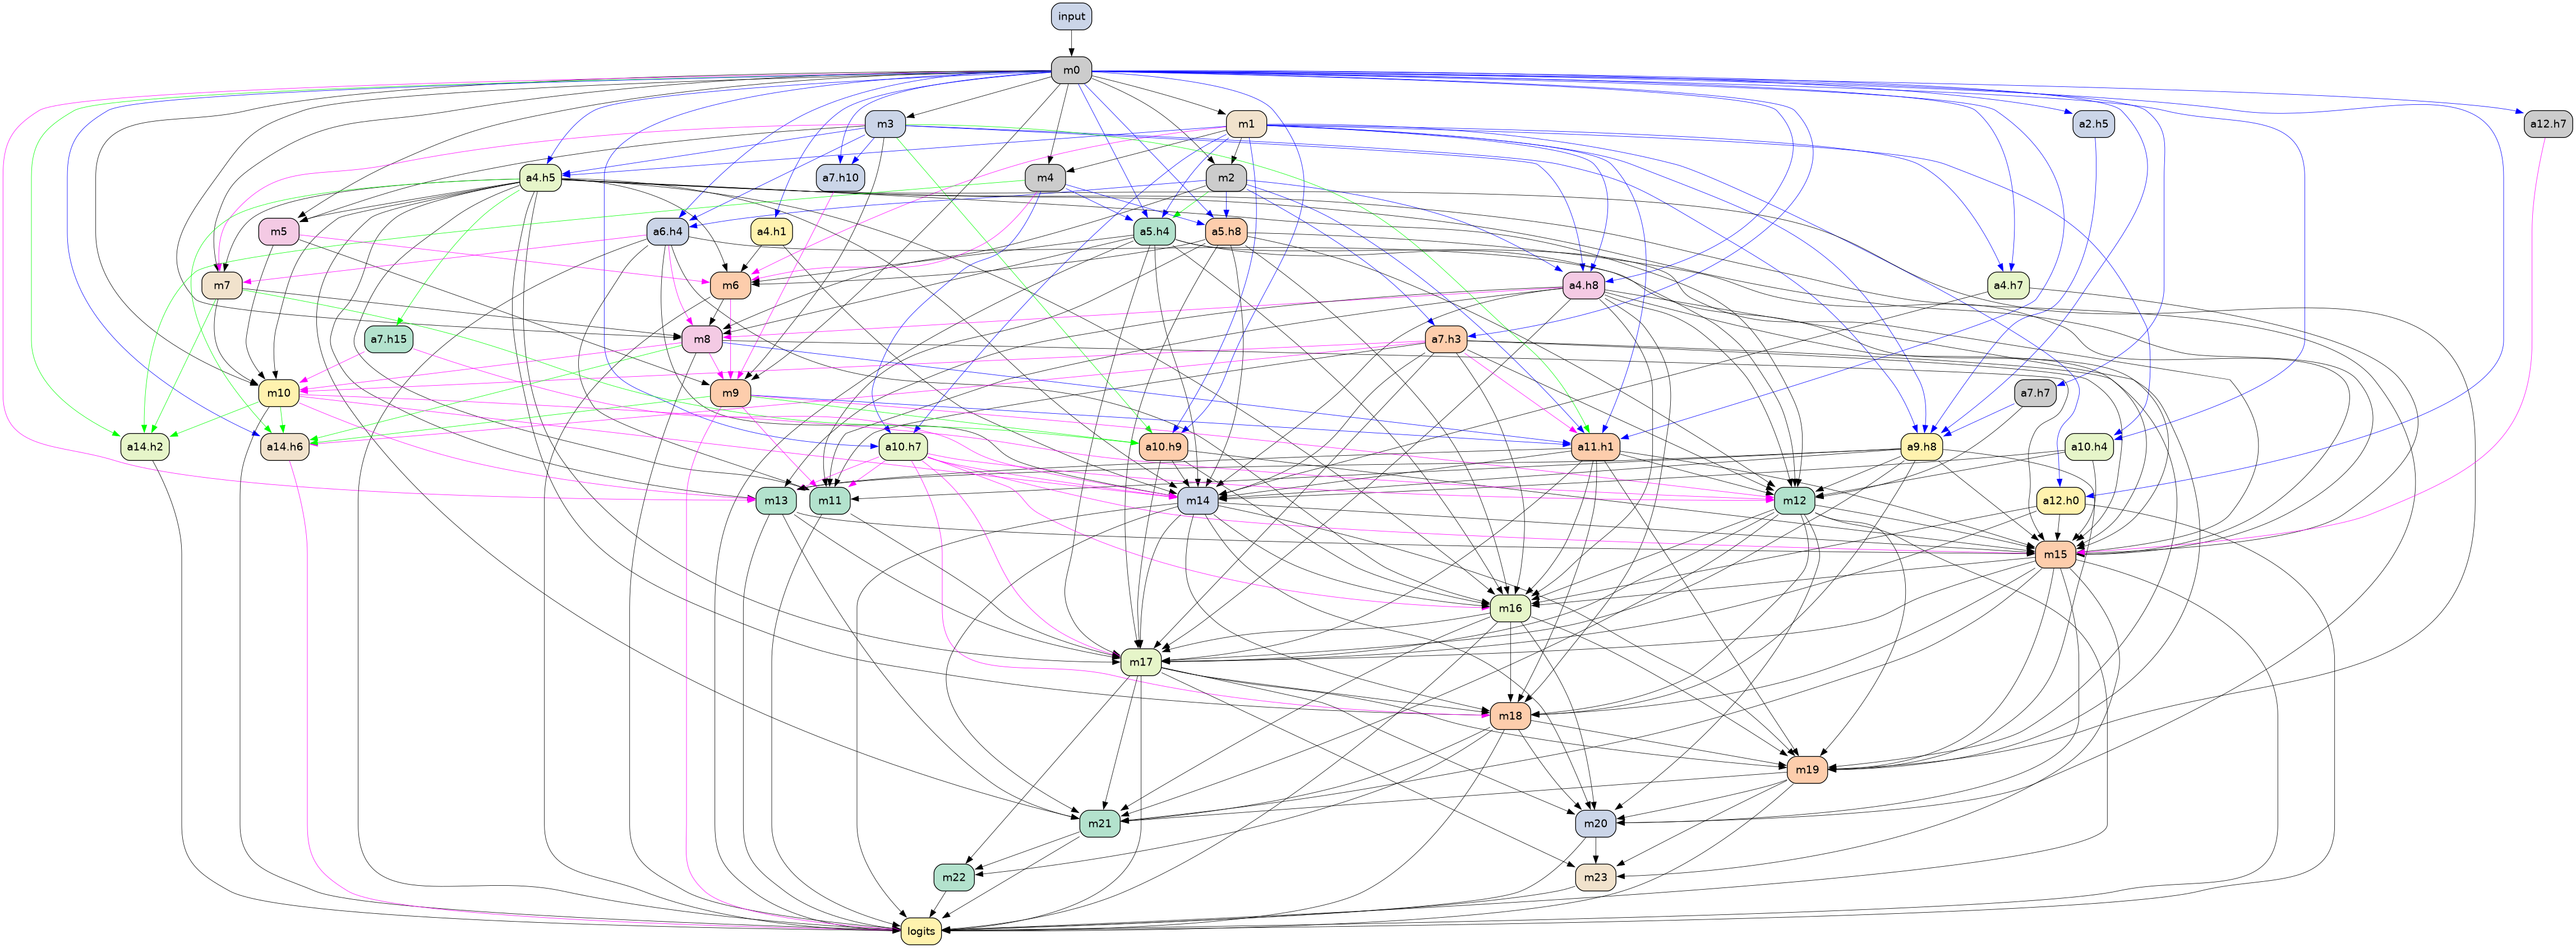 input
m0
m3 m1 a2.h5 a12.h7
a4.h5 a7.h10 m4 m2
m5 a6.h4 a4.h1 a5.h4 a5.h8
m7 m6 a4.h8 a4.h7
a7.h15 m8 a7.h3
m10 m9 a7.h7
a14.h2 a14.h6 a10.h7 a10.h9 a11.h1 a9.h8 a10.h4
m13 m11 m14 m12 a12.h0
m15
m16
m17
m18
m19
m21 m20
m22 m23
logits